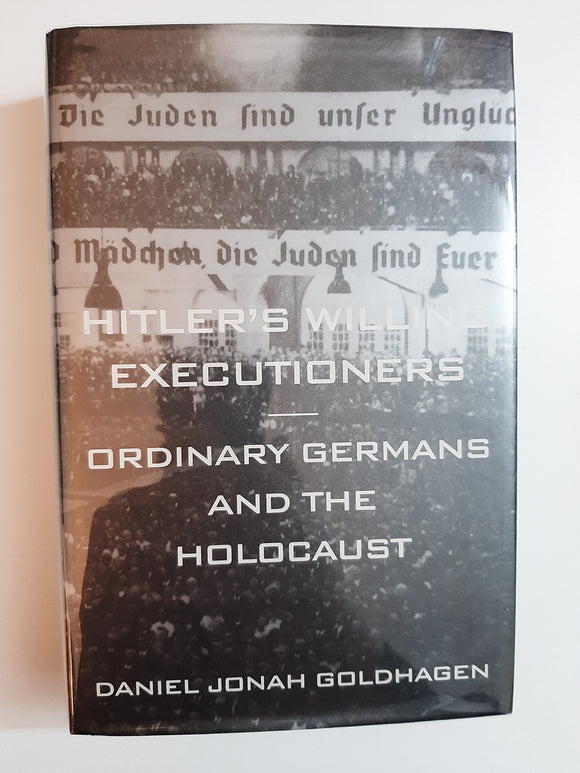 Die Juden sind unser Unglüc
Mädchen, die Juden sind Euer
HITLER'S WILLING
EXECUTIONERS
ORDINARY GERMANS
AND THE
HOLOCAUST
DANIEL JONAH GOLDHAGEN